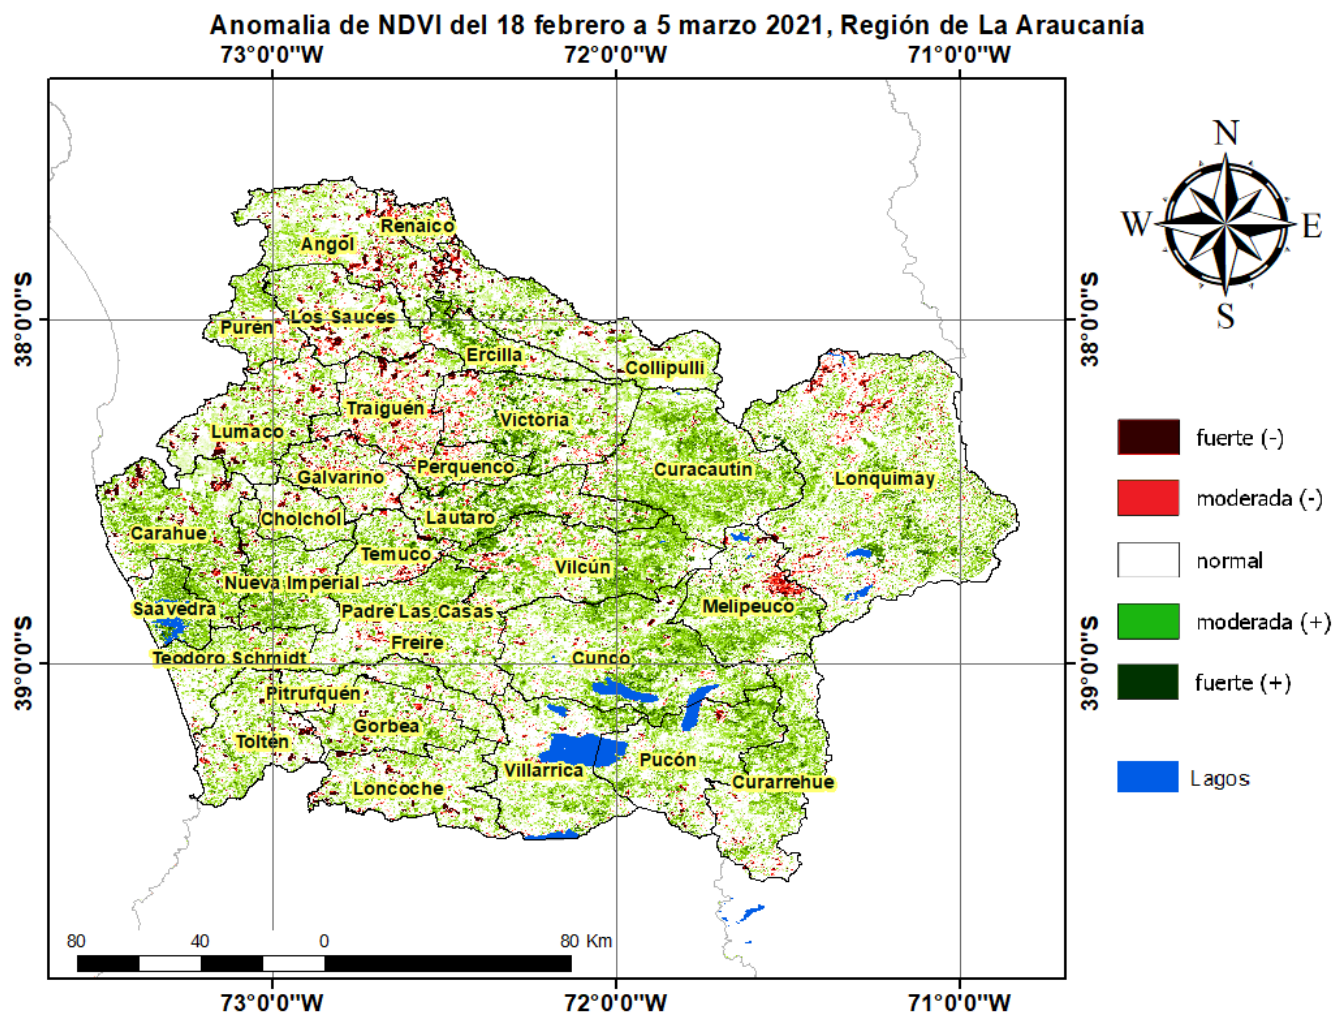 Anomalia de NDVI del 18 febrero a 5 marzo 2021, Región de La Araucanía
73°0'0"W
72°0'0"W
71°0'0"W
N
W
E
S
38°0'0"S
38°0'0"S
39°0'0"S
39°0'0"S
Renaico
Angol
Los Sauces
Purén
Ercilla
Collipulli
Traiguén
Victoria
Lumaco
Perquenco
Curacautín
Galvarino
Lonquimay
Cholchol
Lautaro
Carahue
Temuco
Vilcún
Nueva Imperial
Saavedra
Padre Las Casas
Melipeuco
Freire
Teodoro Schmidt
Cunco
Pitrufquén
Gorbea
Toltén
Pucón
Villarrica
Curarrehue
Loncoche
fuerte (-)
moderada (-)
normal
moderada (+)
fuerte (+)
Lagos
80 40 0 80 Km
73°0'0"W
72°0'0"W
71°0'0"W